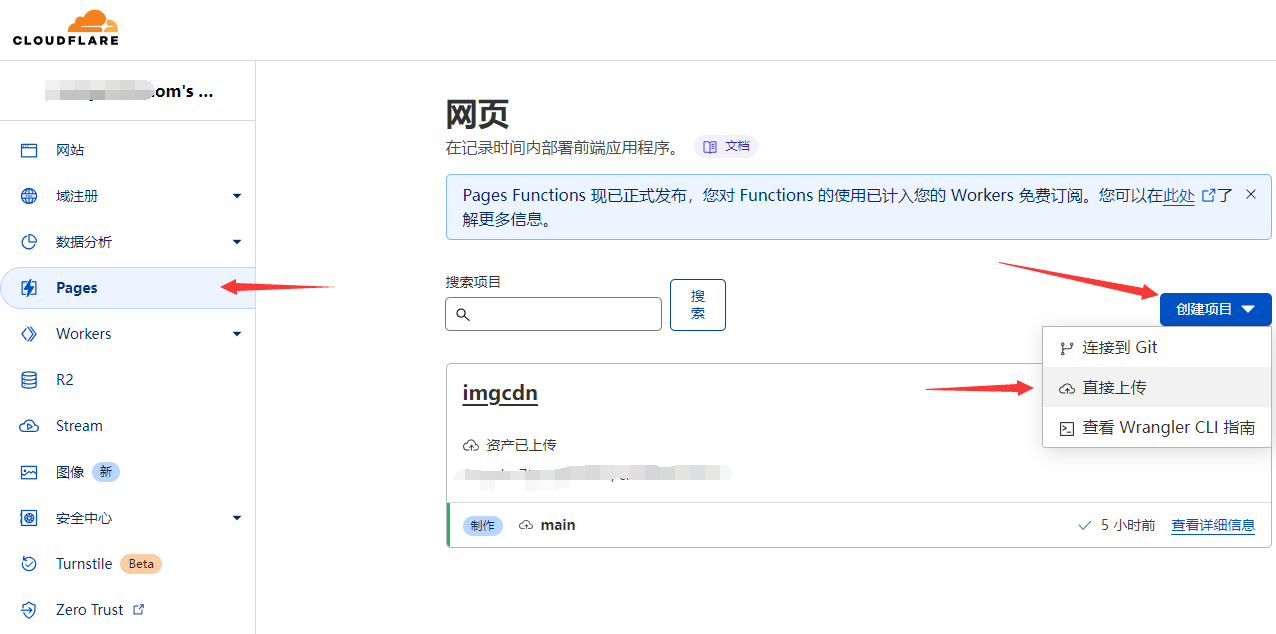 CLOUDFLARE
om's ...
网站
域注册
数据分析
Pages
Workers
R2
Stream
图像 新
安全中心
Turnstile Beta
Zero Trust
网页
在记录时间内部署前端应用程序。 文档
Pages Functions 现已正式发布，您对 Functions 的使用已计入您的 Workers 免费订阅。您可以在此处 了
解更多信息。
搜索项目
搜
索
创建项目
连接到 Git
直接上传
查看 Wrangler CLI 指南
imgcdn
资产已上传
制作 main
5 小时前 查看详细信息